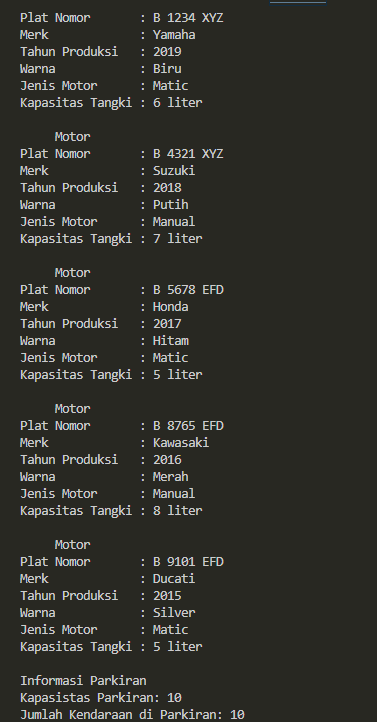 Plat Nomor       : B 1234 XYZ
Merk             : Yamaha
Tahun Produksi   : 2019
Warna            : Biru
Jenis Motor      : Matic
Kapasitas Tangki : 6 liter

     Motor
Plat Nomor       : B 4321 XYZ
Merk             : Suzuki
Tahun Produksi   : 2018
Warna            : Putih
Jenis Motor      : Manual
Kapasitas Tangki : 7 liter

     Motor
Plat Nomor       : B 5678 EFD
Merk             : Honda
Tahun Produksi   : 2017
Warna            : Hitam
Jenis Motor      : Matic
Kapasitas Tangki : 5 liter

     Motor
Plat Nomor       : B 8765 EFD
Merk             : Kawasaki
Tahun Produksi   : 2016
Warna            : Merah
Jenis Motor      : Manual
Kapasitas Tangki : 8 liter

     Motor
Plat Nomor       : B 9101 EFD
Merk             : Ducati
Tahun Produksi   : 2015
Warna            : Silver
Jenis Motor      : Matic
Kapasitas Tangki : 5 liter

Informasi Parkiran
Kapasistas Parkiran: 10
Jumlah Kendaraan di Parkiran: 10